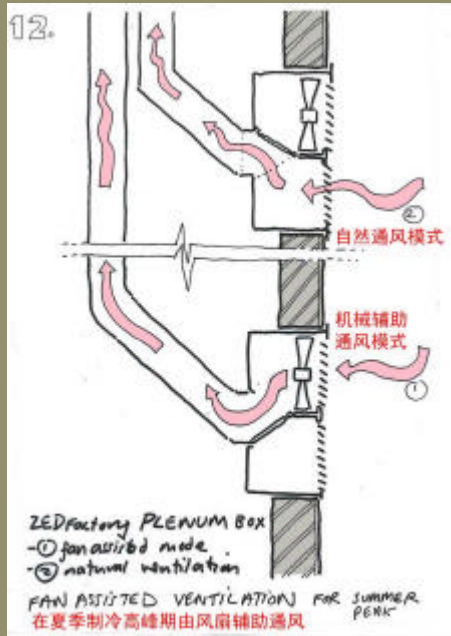 12.
②
自然通风模式
机械辅助
通风模式
①
ZEDfactory PLENUM BOX
-① fan assisted mode
-② natural ventilation
FAN ASSISTED VENTILATION FOR SUMMER
PEAK
在夏季制冷高峰期由风扇辅助通风